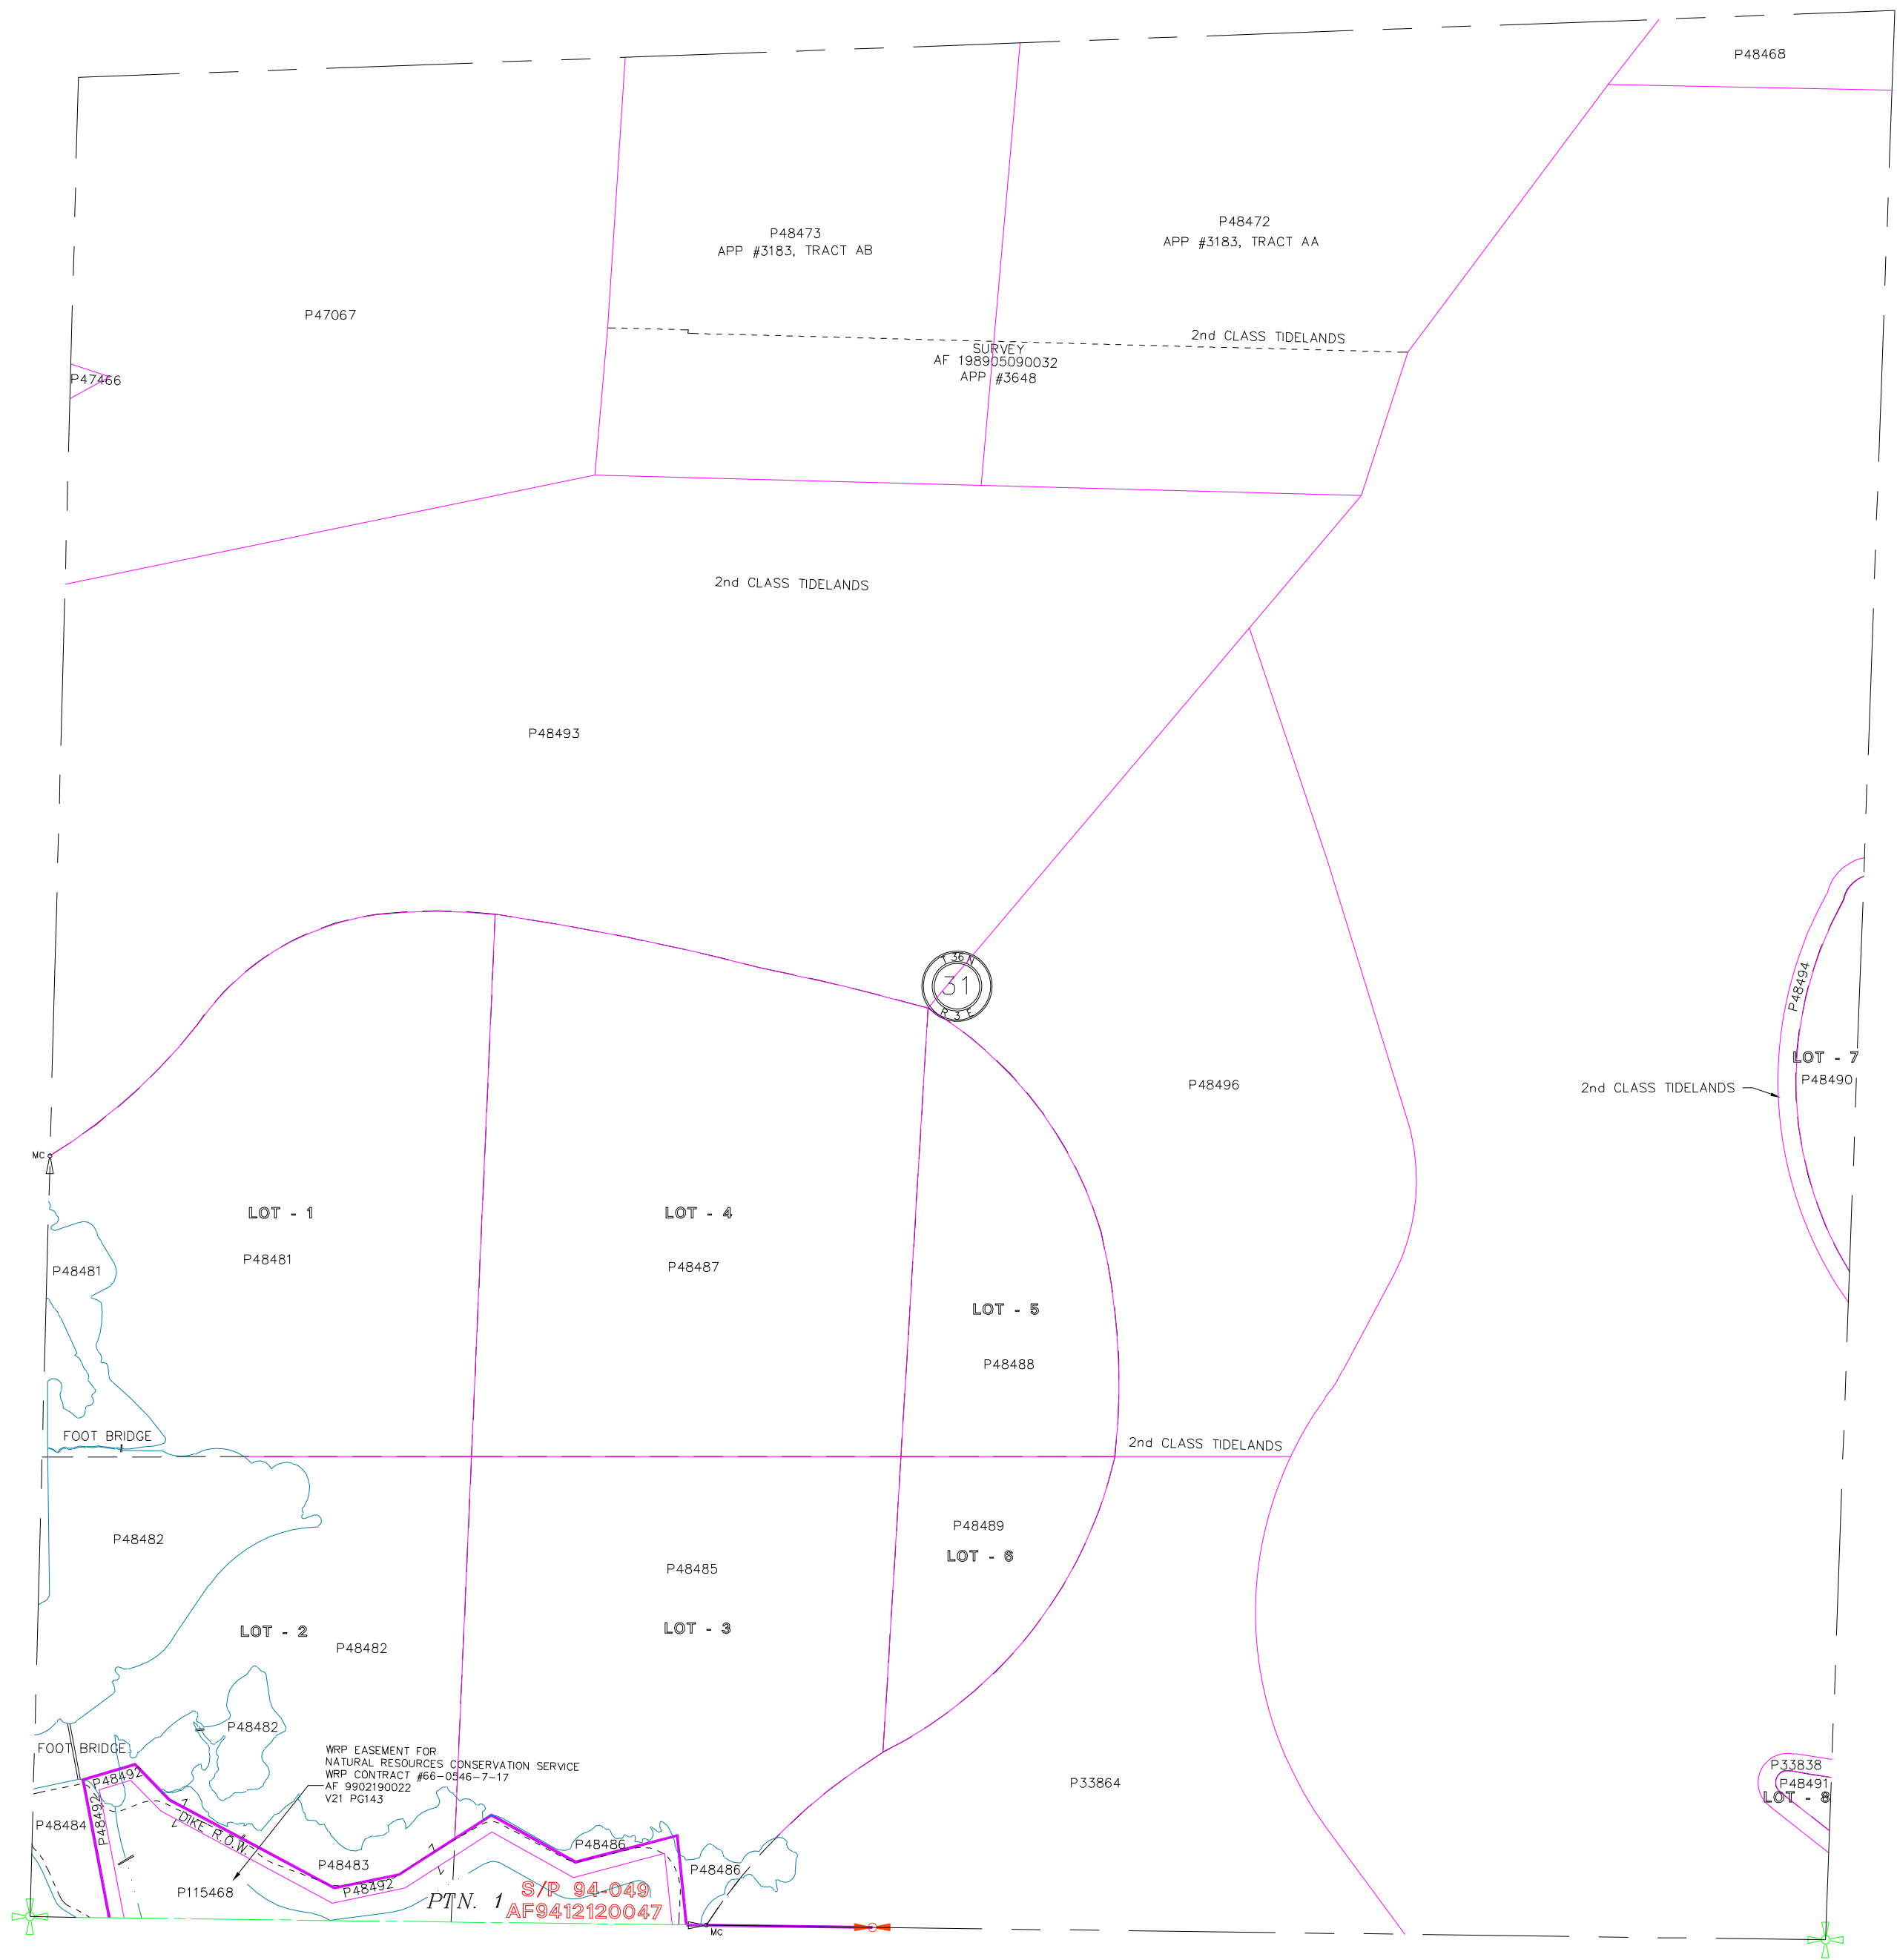 P48468
P48473
APP #3183, TRACT AB
P48472
APP #3183, TRACT AA
P47067
2nd CLASS TIDELANDS
SURVEY
AF 198905090032
APP #3648
P47466
2nd CLASS TIDELANDS
P48493
T 36 N
31
R 3 E
P48494
LOT - 7
P48490
2nd CLASS TIDELANDS
P48496
MC
LOT - 1
LOT - 4
P48481
P48481
P48487
LOT - 5
P48488
FOOT BRIDGE
2nd CLASS TIDELANDS
P48482
P48489
LOT - 6
P48485
LOT - 2
LOT - 3
P48482
P48482
FOOT BRIDGE
WRP EASEMENT FOR
NATURAL RESOURCES CONSERVATION SERVICE
WRP CONTRACT #66-0546-7-17
AF 9902190022
V21 PG143
P33838
P48491
LOT - 8
P33864
P48492
P48492
P48484
DIKE R.O.W.
P48483
P48486
P48486
P115468
P48492
PTN. 1
S/P 94-049
AF9412120047
MC